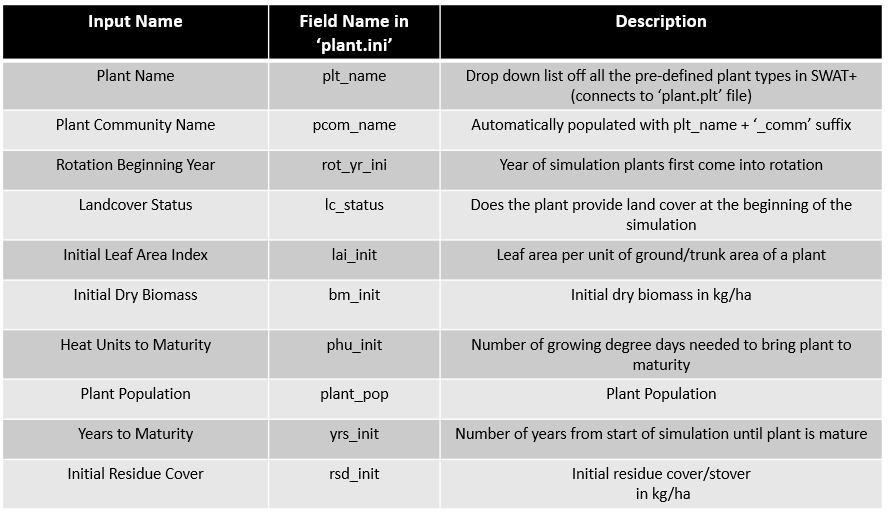 Input Name
Field Name in
‘plant.ini’
Description
Plant Name
plt_name
Drop down list off all the pre-defined plant types in SWAT+
(connects to ‘plant.plt’ file)
Plant Community Name
pcom_name
Automatically populated with plt_name + ‘_comm’ suffix
Rotation Beginning Year
rot_yr_ini
Year of simulation plants first come into rotation
Landcover Status
lc_status
Does the plant provide land cover at the beginning of the
simulation
Initial Leaf Area Index
lai_init
Leaf area per unit of ground/trunk area of a plant
Initial Dry Biomass
bm_init
Initial dry biomass in kg/ha
Heat Units to Maturity
phu_init
Number of growing degree days needed to bring plant to
maturity
Plant Population
plant_pop
Plant Population
Years to Maturity
yrs_init
Number of years from start of simulation until plant is mature
Initial Residue Cover
rsd_init
Initial residue cover/stover
in kg/ha